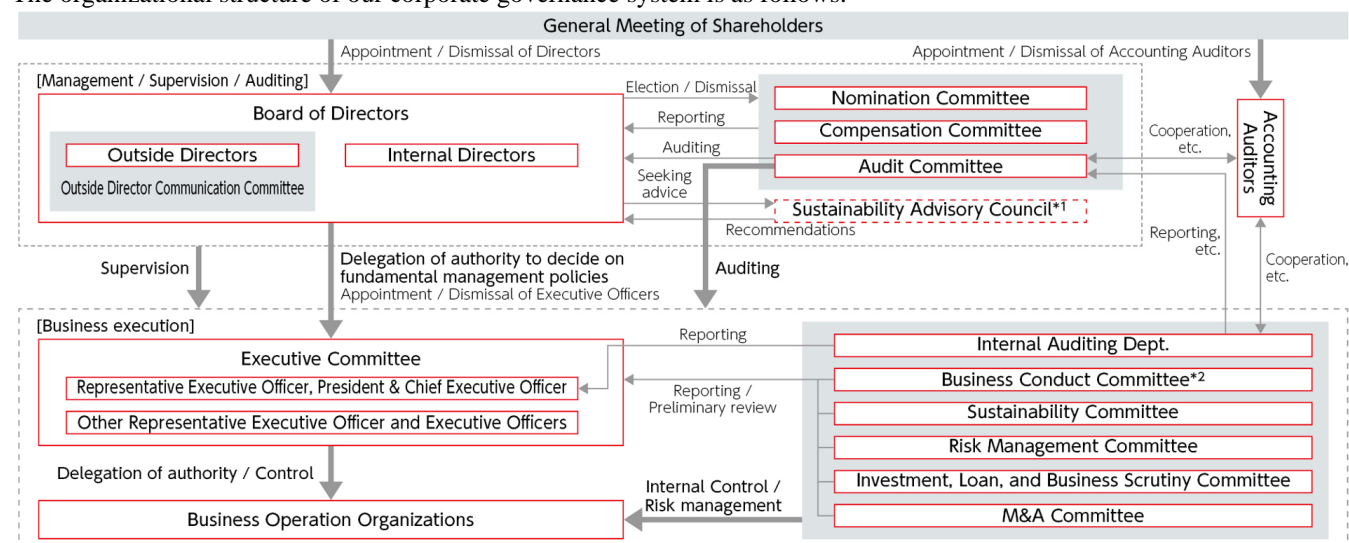 The organizational structure of our corporate governance system is as follows.
General Meeting of Shareholders
Appointment / Dismissal of Directors
Appointment / Dismissal of Accounting Auditors
[Management / Supervision / Auditing]
Board of Directors
Outside Directors
Internal Directors
Outside Director Communication Committee
Election / Dismissal
Reporting
Auditing
Seeking
advice
Recommendations
Nomination Committee
Compensation Committee
Audit Committee
Sustainability Advisory Council*1
Cooperation,
etc.
Accounting
Auditors
Reporting,
etc.
Cooperation,
etc.
Supervision
Delegation of authority to decide on
fundamental management policies
Appointment / Dismissal of Executive Officers
Auditing
[Business execution]
Executive Committee
Representative Executive Officer, President & Chief Executive Officer
Other Representative Executive Officer and Executive Officers
Reporting
Reporting /
Preliminary review
Internal Auditing Dept.
Business Conduct Committee*2
Sustainability Committee
Risk Management Committee
Investment, Loan, and Business Scrutiny Committee
M&A Committee
Delegation of authority / Control
Internal Control /
Risk management
Business Operation Organizations